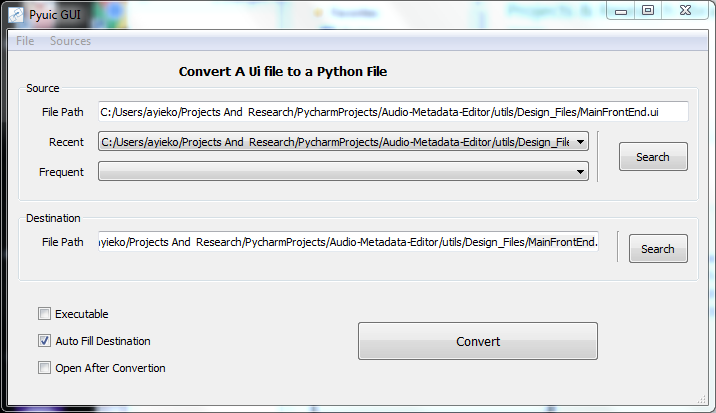 Pyuic GUI
File Sources
Convert A Ui file to a Python File
Source
File Path C:/Users/ayieko/Projects And Research/PycharmProjects/Audio-Metadata-Editor/utils/Design_Files/MainFrontEnd.ui
Recent C:/Users/ayieko/Projects And Research/PycharmProjects/Audio-Metadata-Editor/utils/Design_File
Search
Frequent
Destination
File Path ayieko/Projects And Research/PycharmProjects/Audio-Metadata-Editor/utils/Design_Files/MainFrontEnd.
Search
Executable
Auto Fill Destination
Convert
Open After Convertion